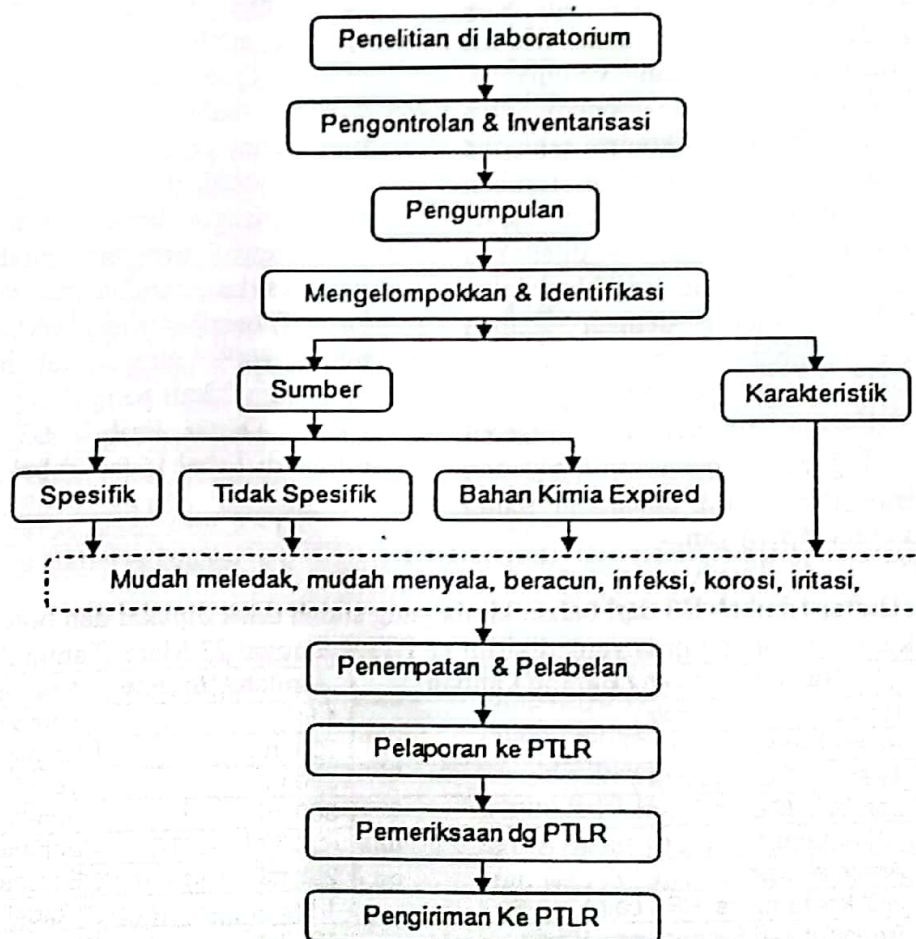 Penelitian di laboratorium
Pengontrolan & Inventarisasi
Pengumpulan
Mengelompokkan & Identifikasi
Sumber
Karakteristik
Spesifik
Tidak Spesifik
Bahan Kimia Expired
Mudah meledak, mudah menyala, beracun, infeksi, korosi, iritasi,
Penempatan & Pelabelan
Pelaporan ke PTLR
Pemeriksaan dg PTLR
Pengiriman Ke PTLR